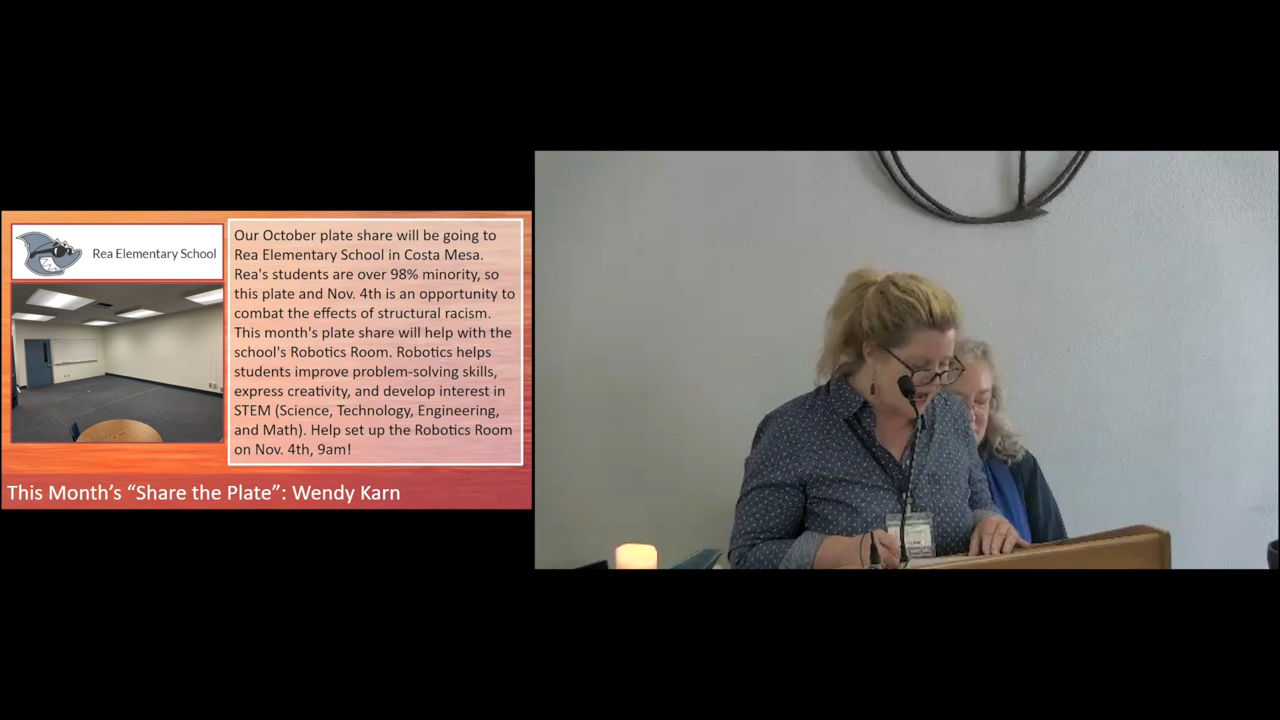 Rea Elementary School
Our October plate share will be going to
Rea Elementary School in Costa Mesa.
Rea's students are over 98% minority, so
this plate and Nov. 4th is an opportunity to
combat the effects of structural racism.
This month's plate share will help with the
school's Robotics Room. Robotics helps
students improve problem-solving skills,
express creativity, and develop interest in
STEM (Science, Technology, Engineering,
and Math). Help set up the Robotics Room
on Nov. 4th, 9am!
This Month’s “Share the Plate”: Wendy Karn